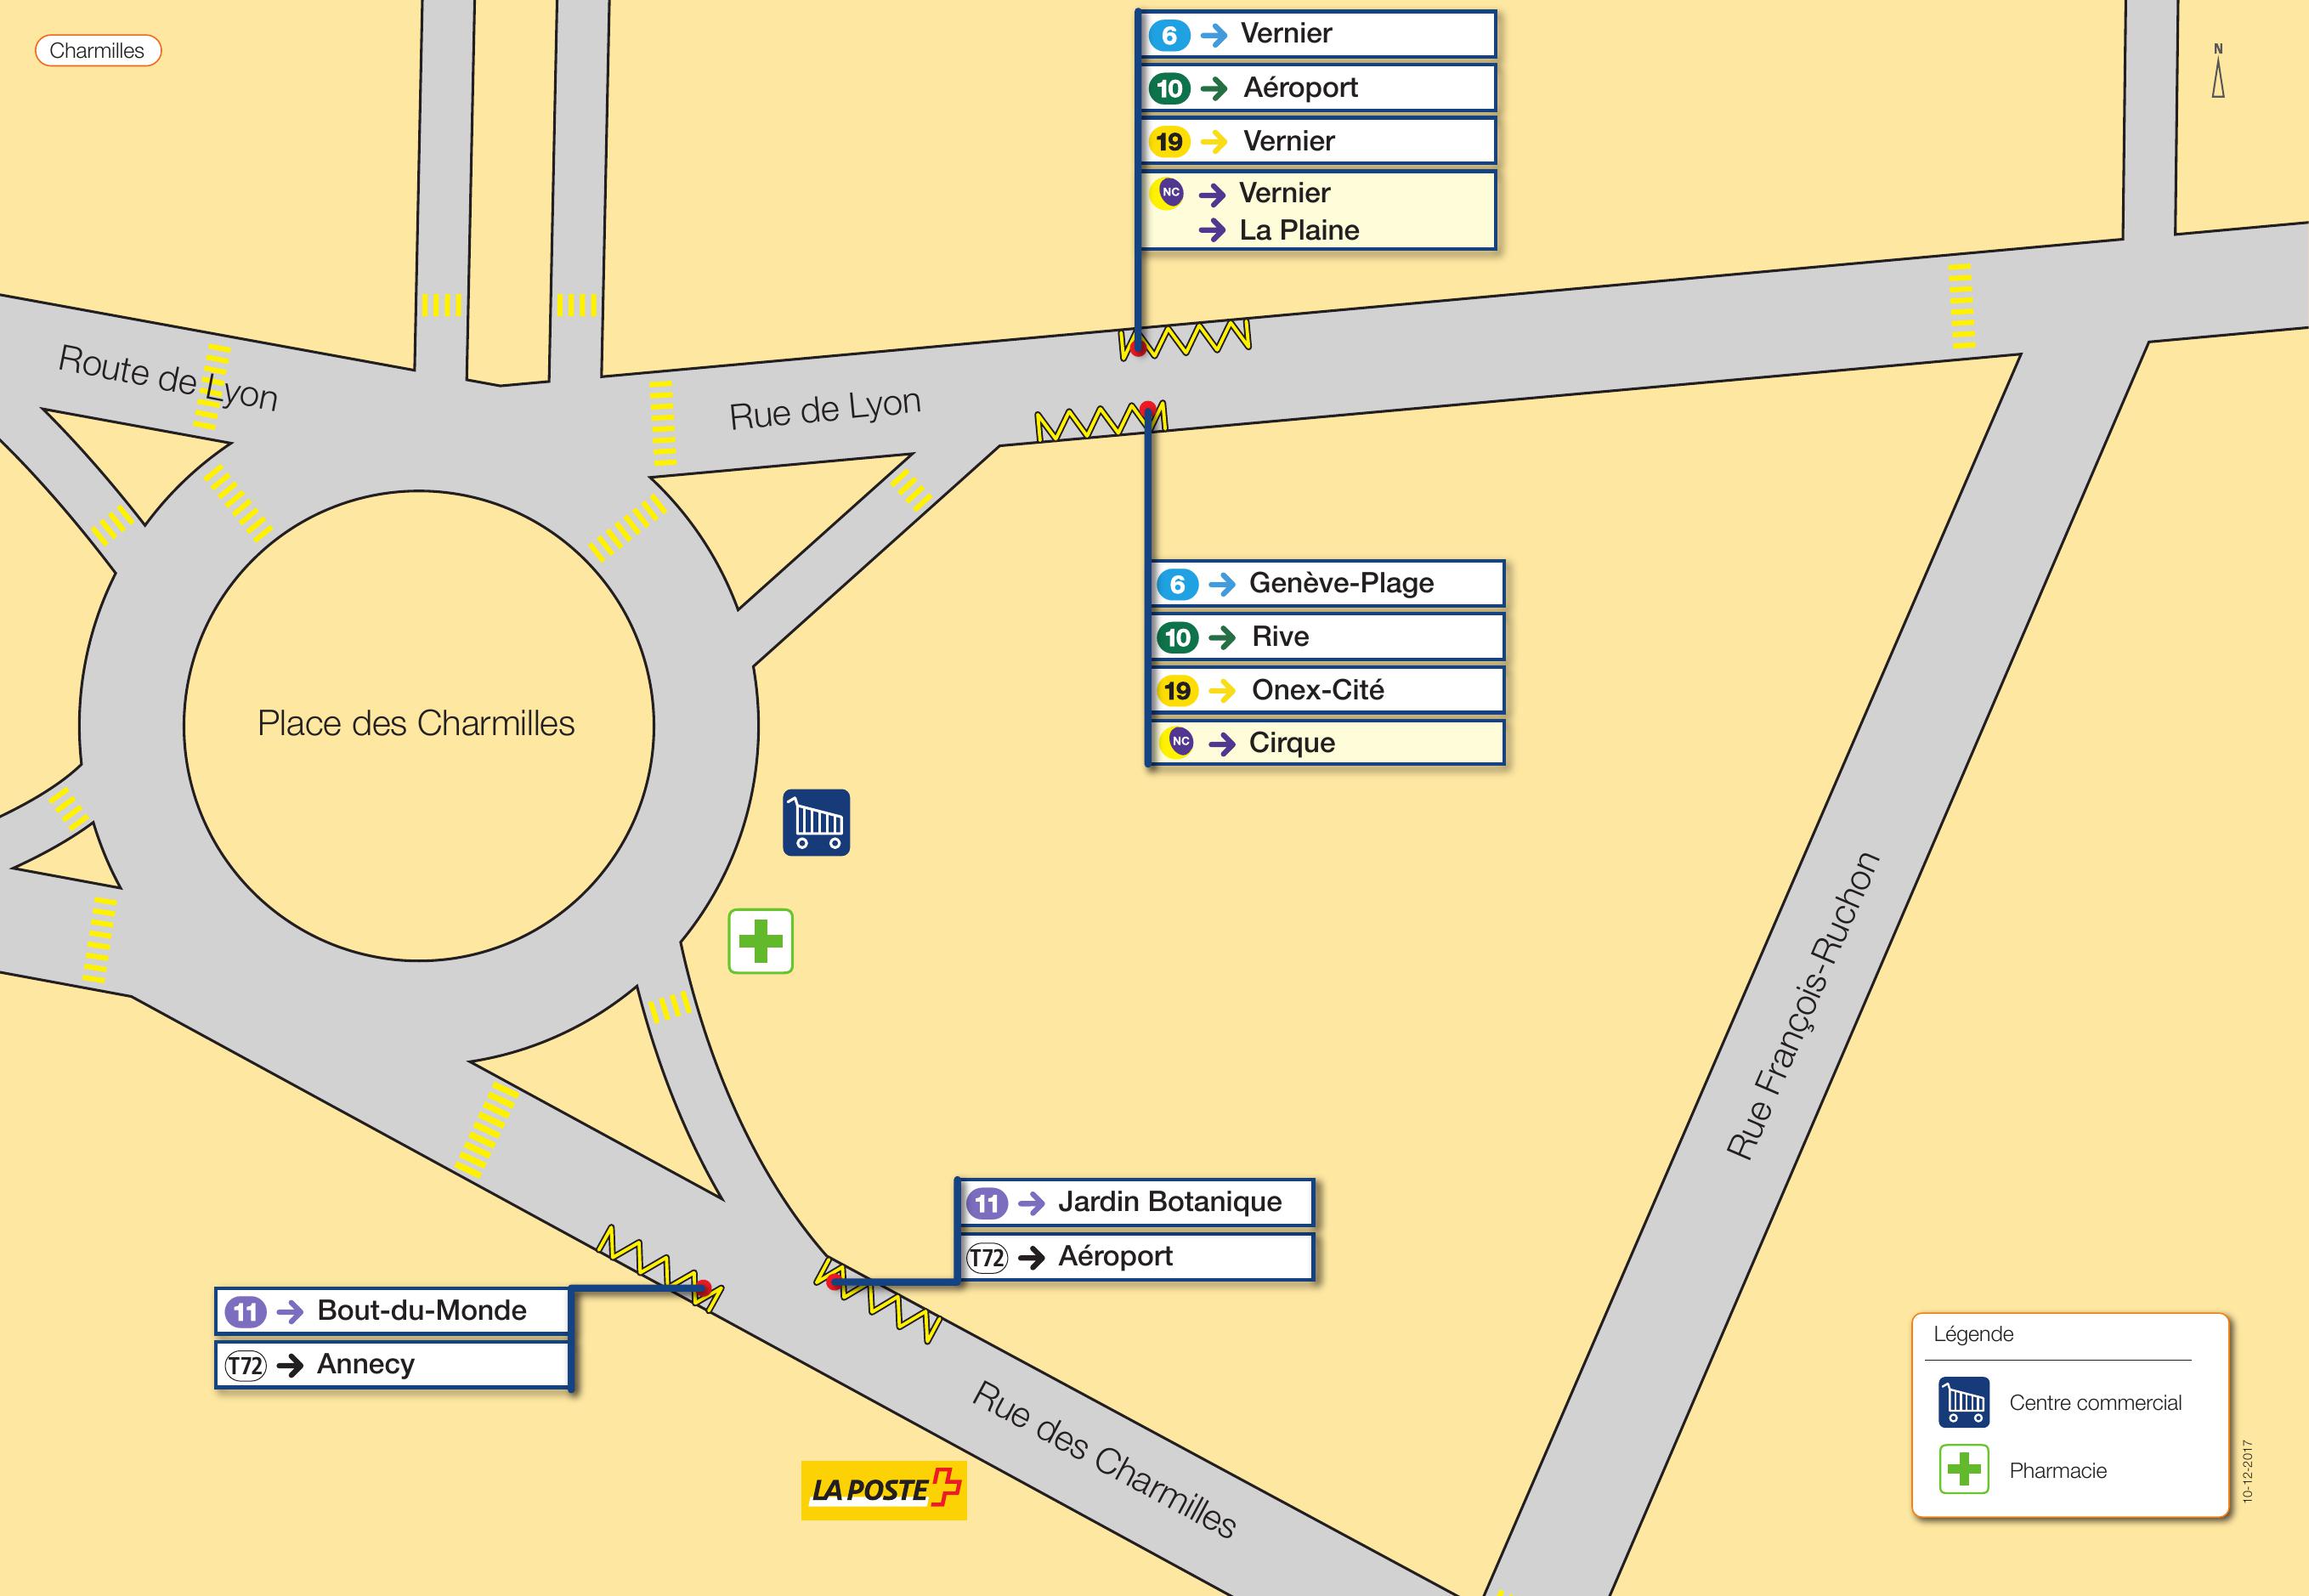 Charmilles
N
6 → Vernier
10 → Aéroport
19 → Vernier
NC → Vernier
→ La Plaine
Route de Lyon
Rue de Lyon
6 → Genève-Plage
10 → Rive
19 → Onex-Cité
NC → Cirque
Place des Charmilles
Rue François-Ruchon
11 → Jardin Botanique
T72 → Aéroport
11 → Bout-du-Monde
T72 → Annecy
Rue des Charmilles
LA POSTE
Légende
Centre commercial
Pharmacie
10-12-2017